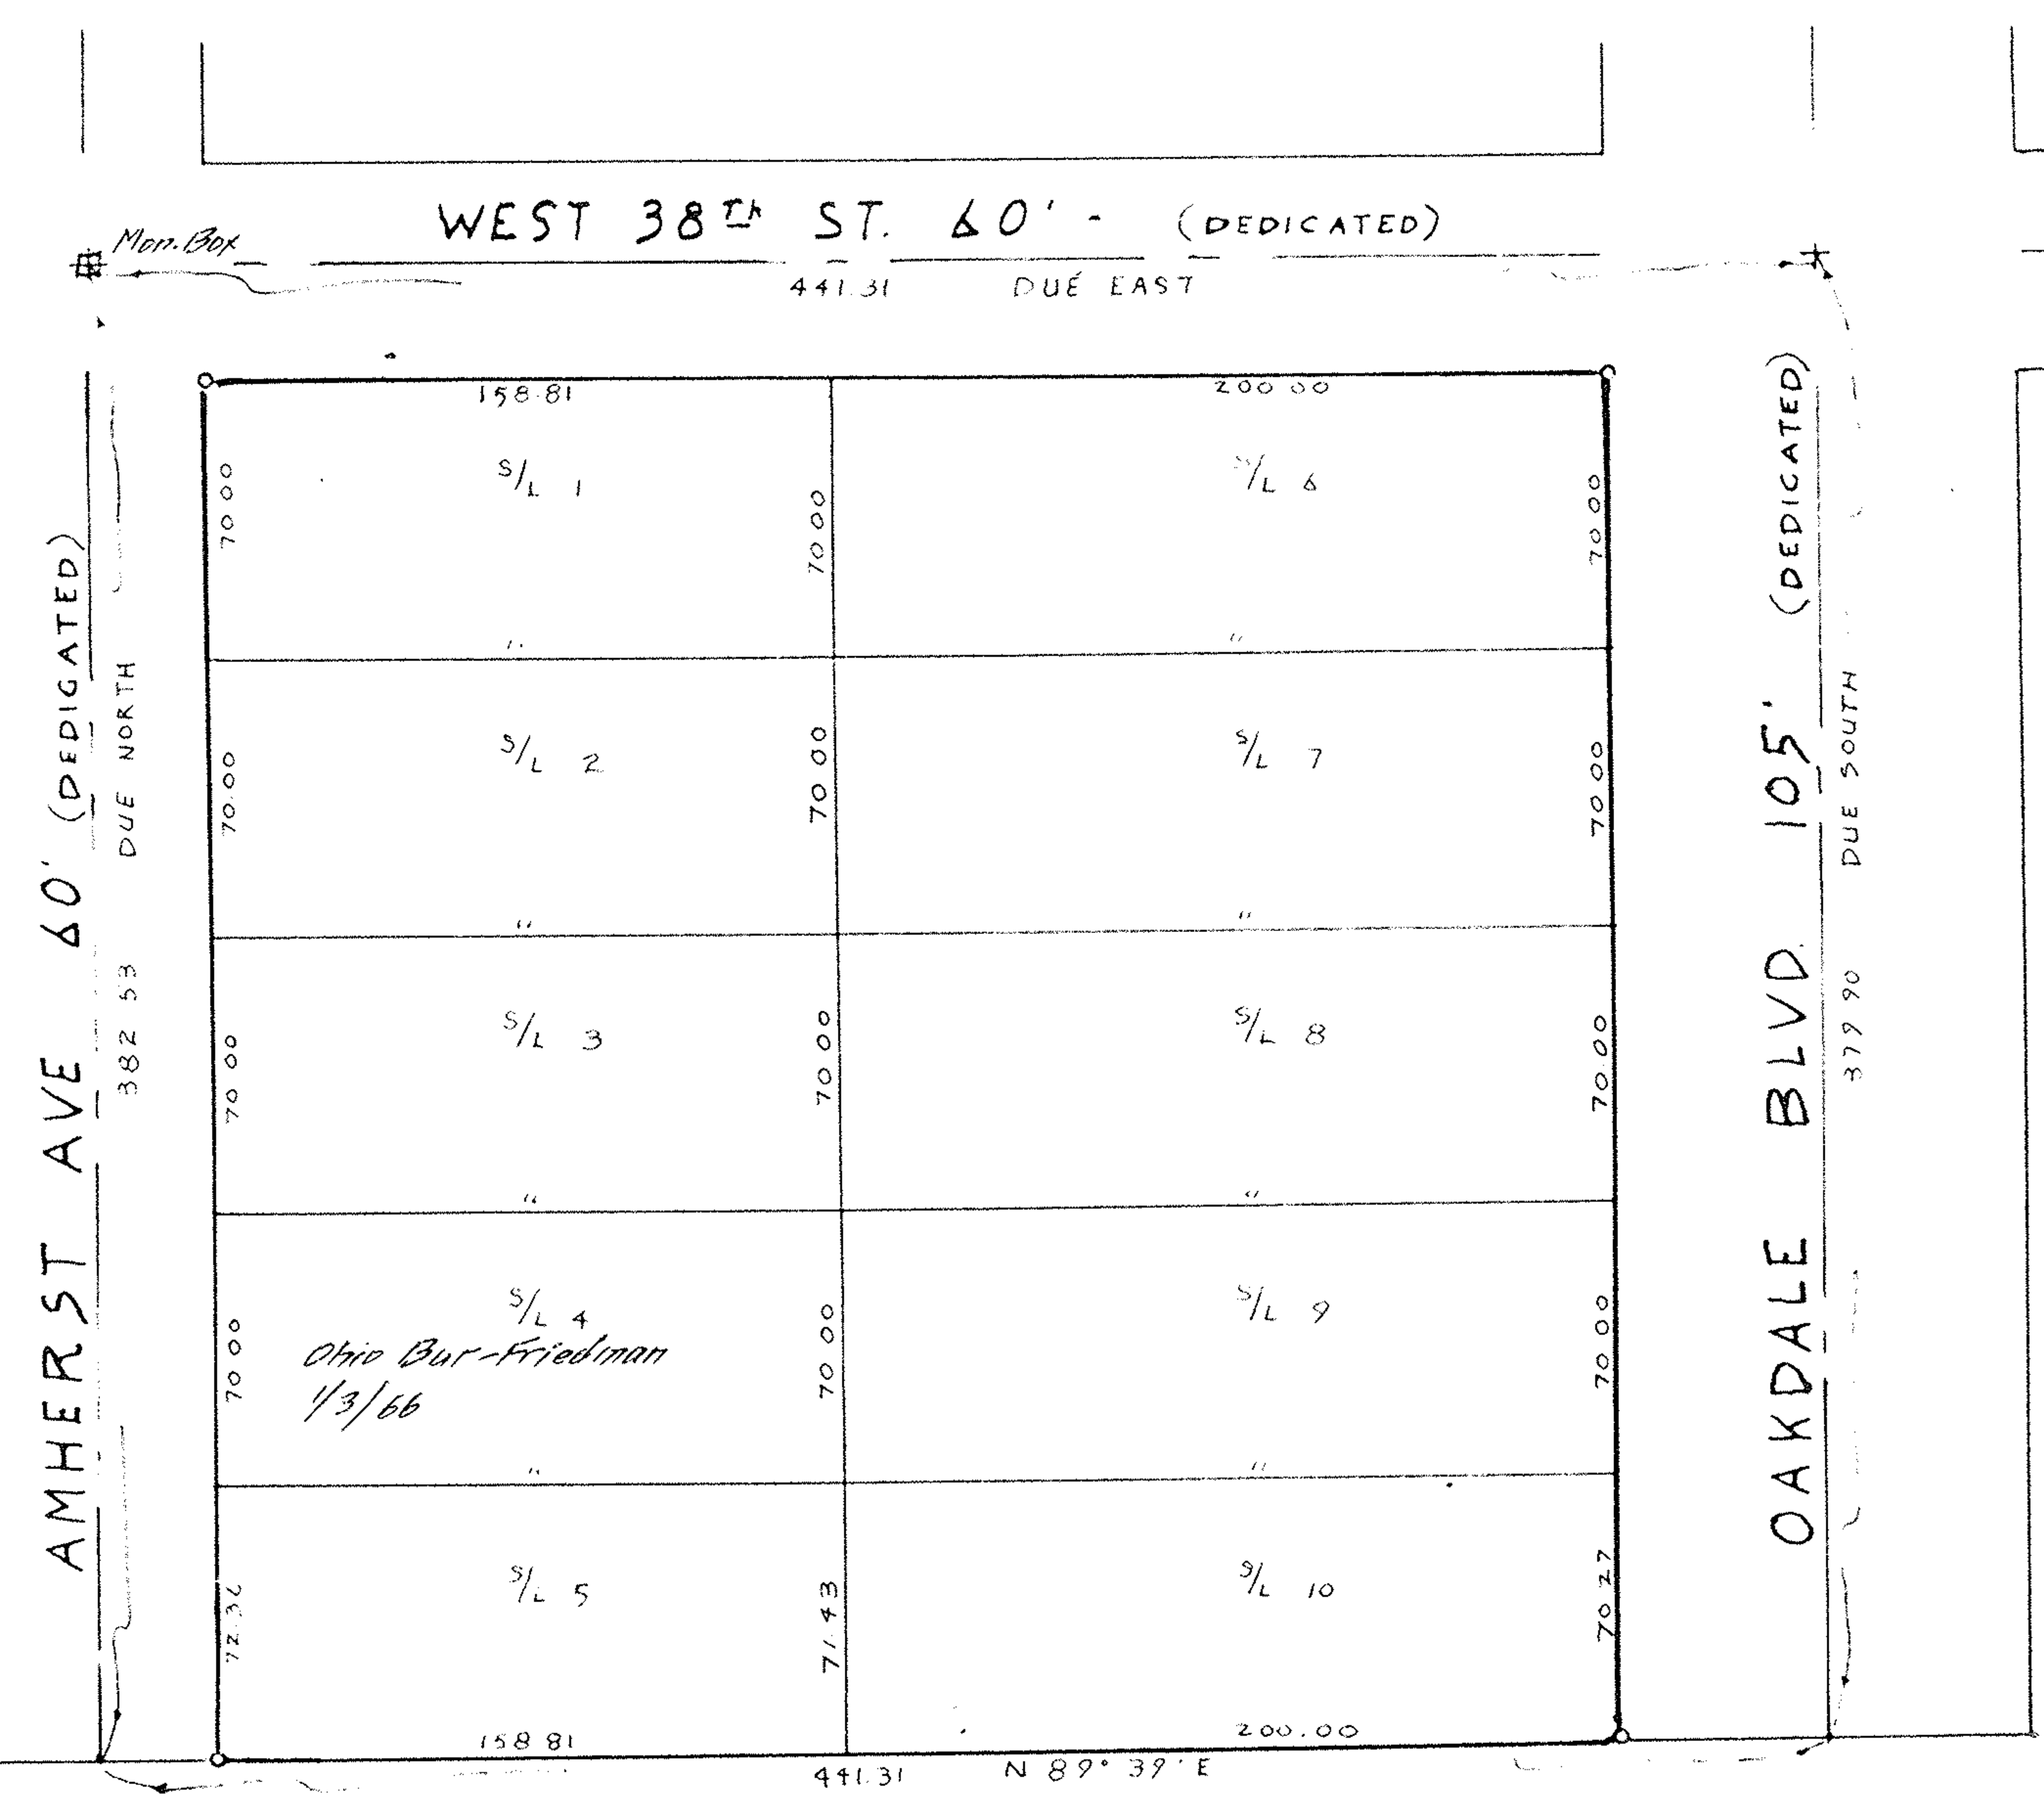 WEST 38Th ST. 60' - (DEDICATED)
Mon. Box
441.31 DUE EAST
158.81
200 00
S/L 1
S/L 6
70 00
70 00
70 00
"
"
S/L 2
S/L 7
70.00
70 00
70 00
"
"
S/L 3
S/L 8
70 00
70 00
70.00
"
"
S/L 4
S/L 9
Ohio Bur-Friedman
1/3/66
70 00
70 00
70 00
"
"
S/L 5
S/L 10
71.43
70 27
158 81
200.00
441.31 N 89° 39' E
AMHERST AVE 60' (DEDIGATED)
382 53 DUE NORTH
OAKDALE BLVD. 105' (DEDICATED)
379 90 DUE SOUTH